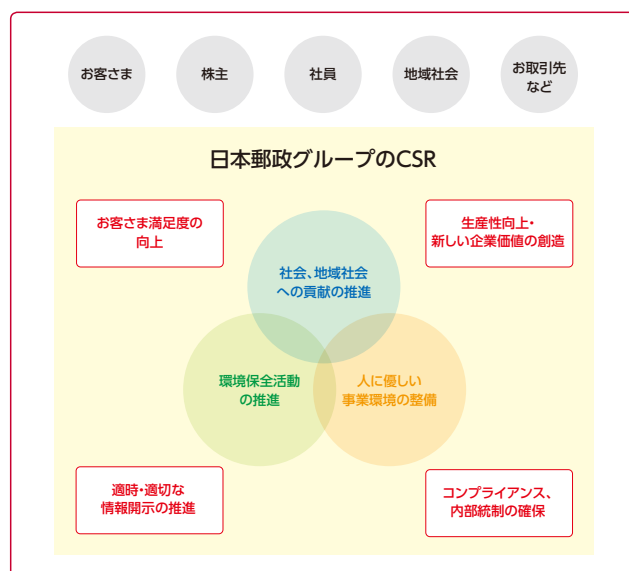 お客さま
株主
社員
地域社会
お取引先
など
日本郵政グループのCSR
お客さま満足度の
向上
生産性向上・
新しい企業価値の創造
社会、地域社会
への貢献の推進
環境保全活動
の推進
人に優しい
事業環境の整備
適時・適切な
情報開示の推進
コンプライアンス、
内部統制の確保